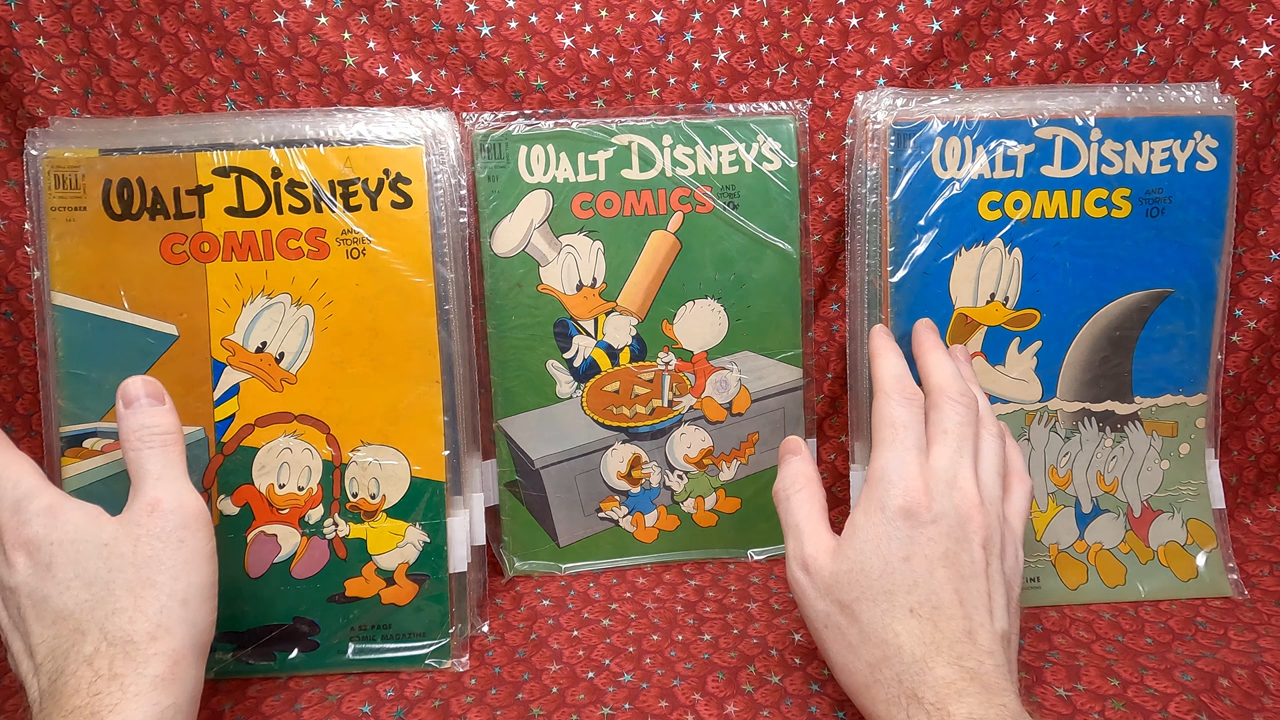 DELL
OCTOBER
WALT DISNEY'S
COMICS
AND
STORIES
10¢
A 52 PAGE
COMIC MAGAZINE
DELL
NOV
WALT DISNEY'S
COMICS
AND
STORIES
10¢
DELL
WALT DISNEY'S
COMICS
AND
STORIES
10¢